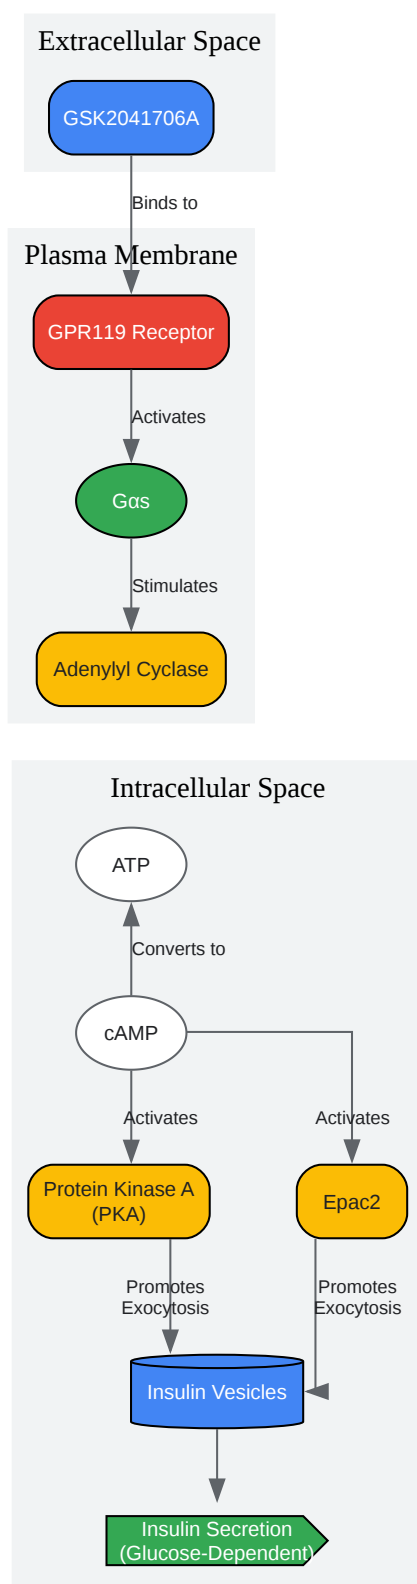 Extracellular Space
GSK2041706A
Binds to
Plasma Membrane
GPR119 Receptor
Activates
Gαs
Stimulates
Adenylyl Cyclase
Intracellular Space
ATP
Converts to
cAMP
Activates
Activates
Protein Kinase A
(PKA)
Epac2
Promotes
Exocytosis
Promotes
Exocytosis
Insulin Vesicles
Insulin Secretion
(Glucose-Dependent)